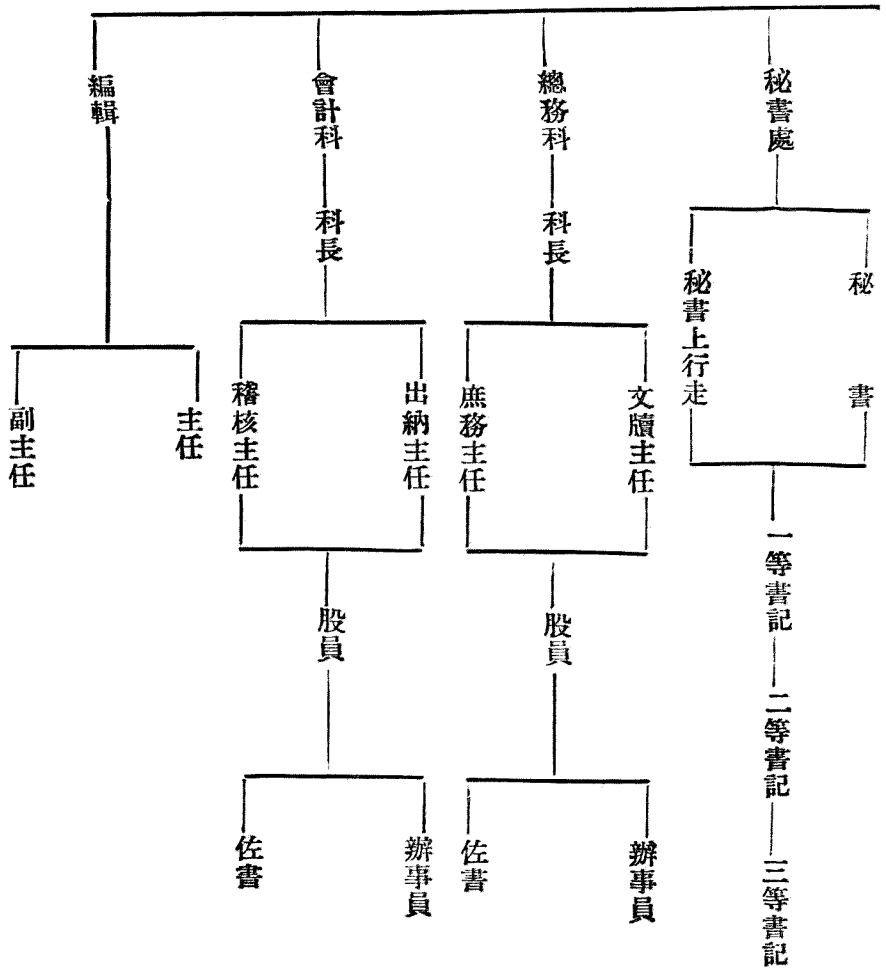 秘書處
秘書
秘書上行走
一等書記
二等書記
三等書記
總務科
科長
文牘主任
庶務主任
股員
辦事員
佐書
會計科
科長
出納主任
稽核主任
股員
辦事員
佐書
編輯
主任
副主任